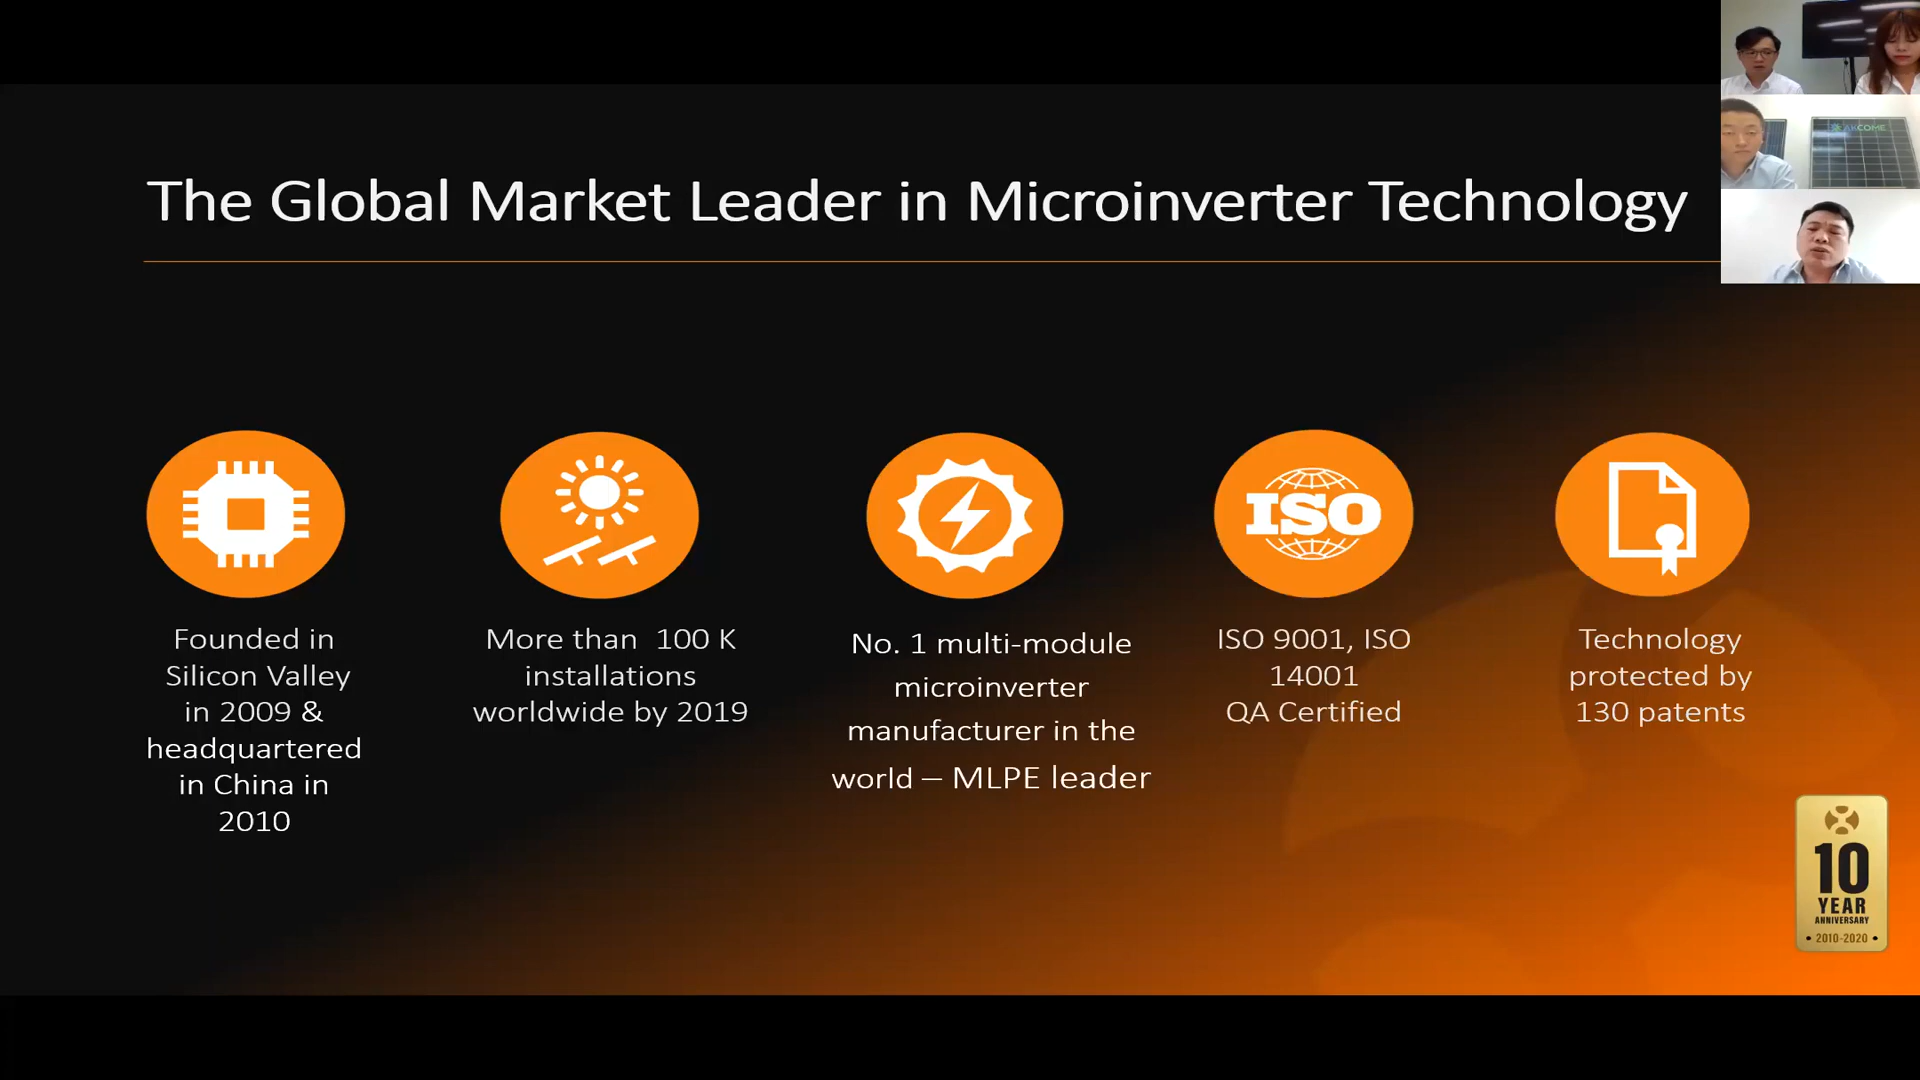 The Global Market Leader in Microinverter Technology
ISO
Founded in
Silicon Valley
in 2009 &
headquartered
in China in
2010
More than 100 K
installations
worldwide by 2019
No. 1 multi-module
microinverter
manufacturer in the
world – MLPE leader
ISO 9001, ISO
14001
QA Certified
Technology
protected by
130 patents
10
YEAR
ANNIVERSARY
• 2010-2020 •